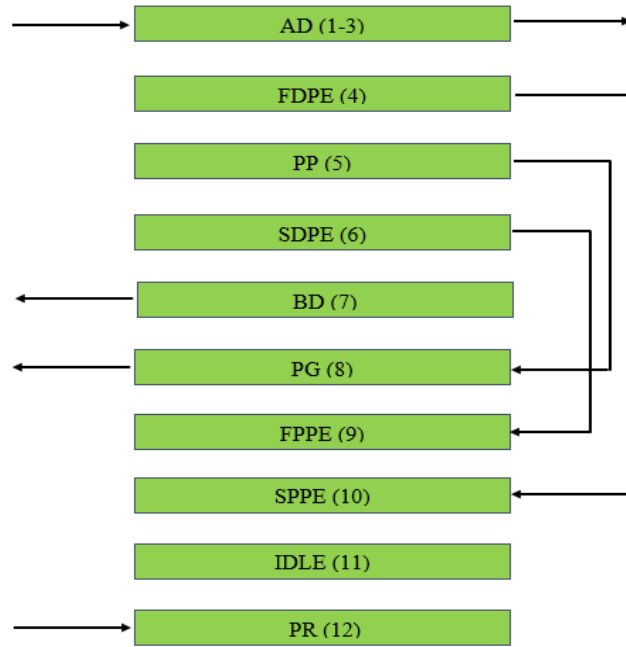 AD (1-3)
FDPE (4)
PP (5)
SDPE (6)
BD (7)
PG (8)
FPPE (9)
SPPE (10)
IDLE (11)
PR (12)